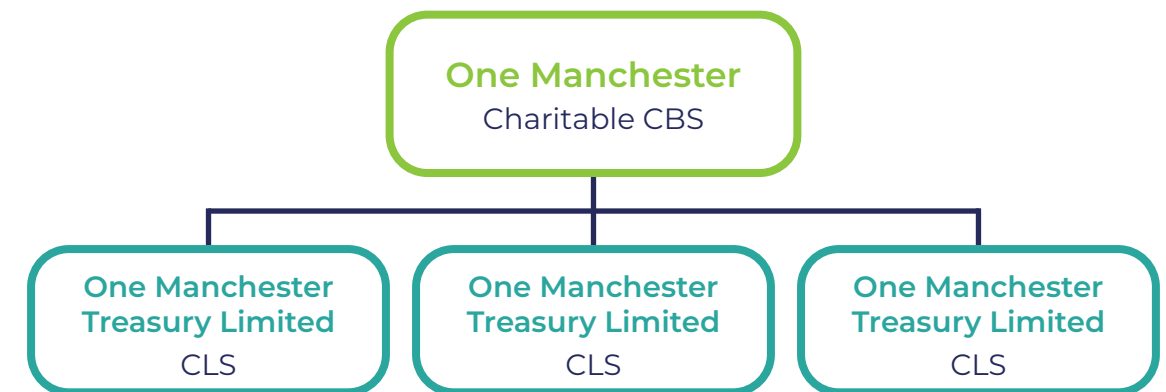 One Manchester
Charitable CBS
One Manchester
Treasury Limited
CLS
One Manchester
Treasury Limited
CLS
One Manchester
Treasury Limited
CLS